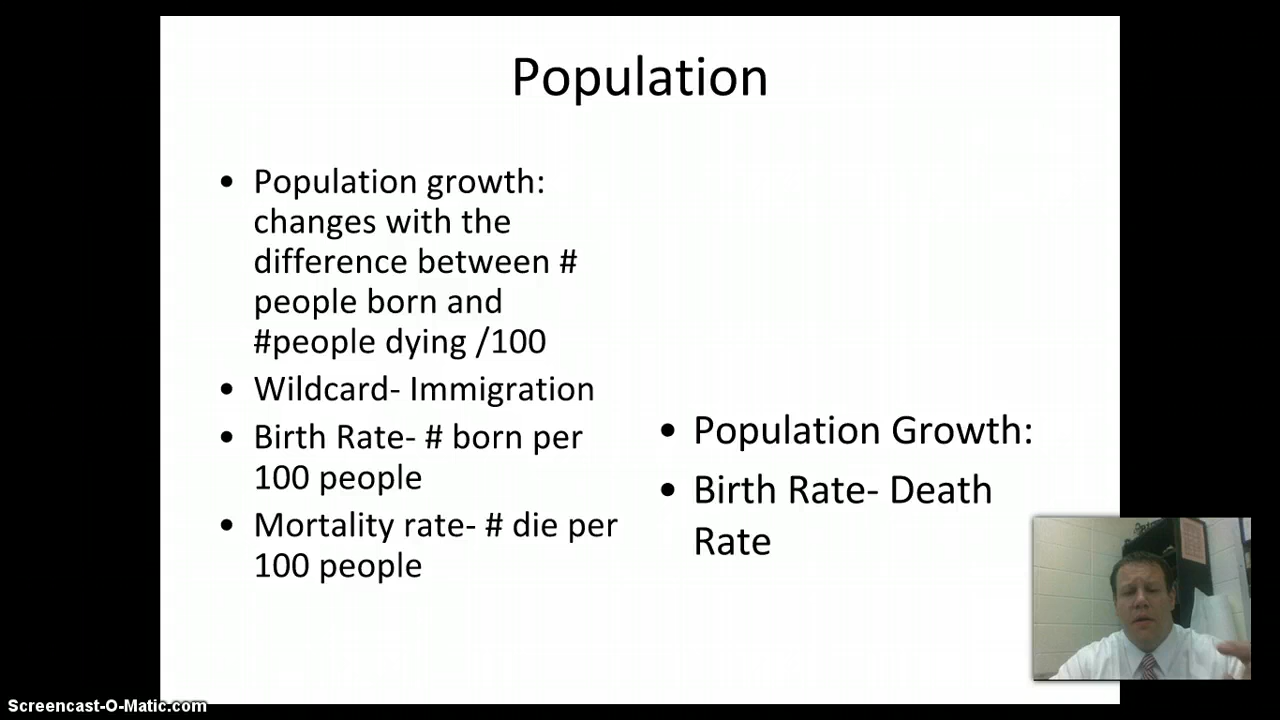 Population
• Population growth:
changes with the
difference between #
people born and
#people dying /100
• Wildcard- Immigration
• Birth Rate- # born per
100 people
• Mortality rate- # die per
100 people
• Population Growth:
• Birth Rate- Death
Rate
Screencast-O-Matic.com